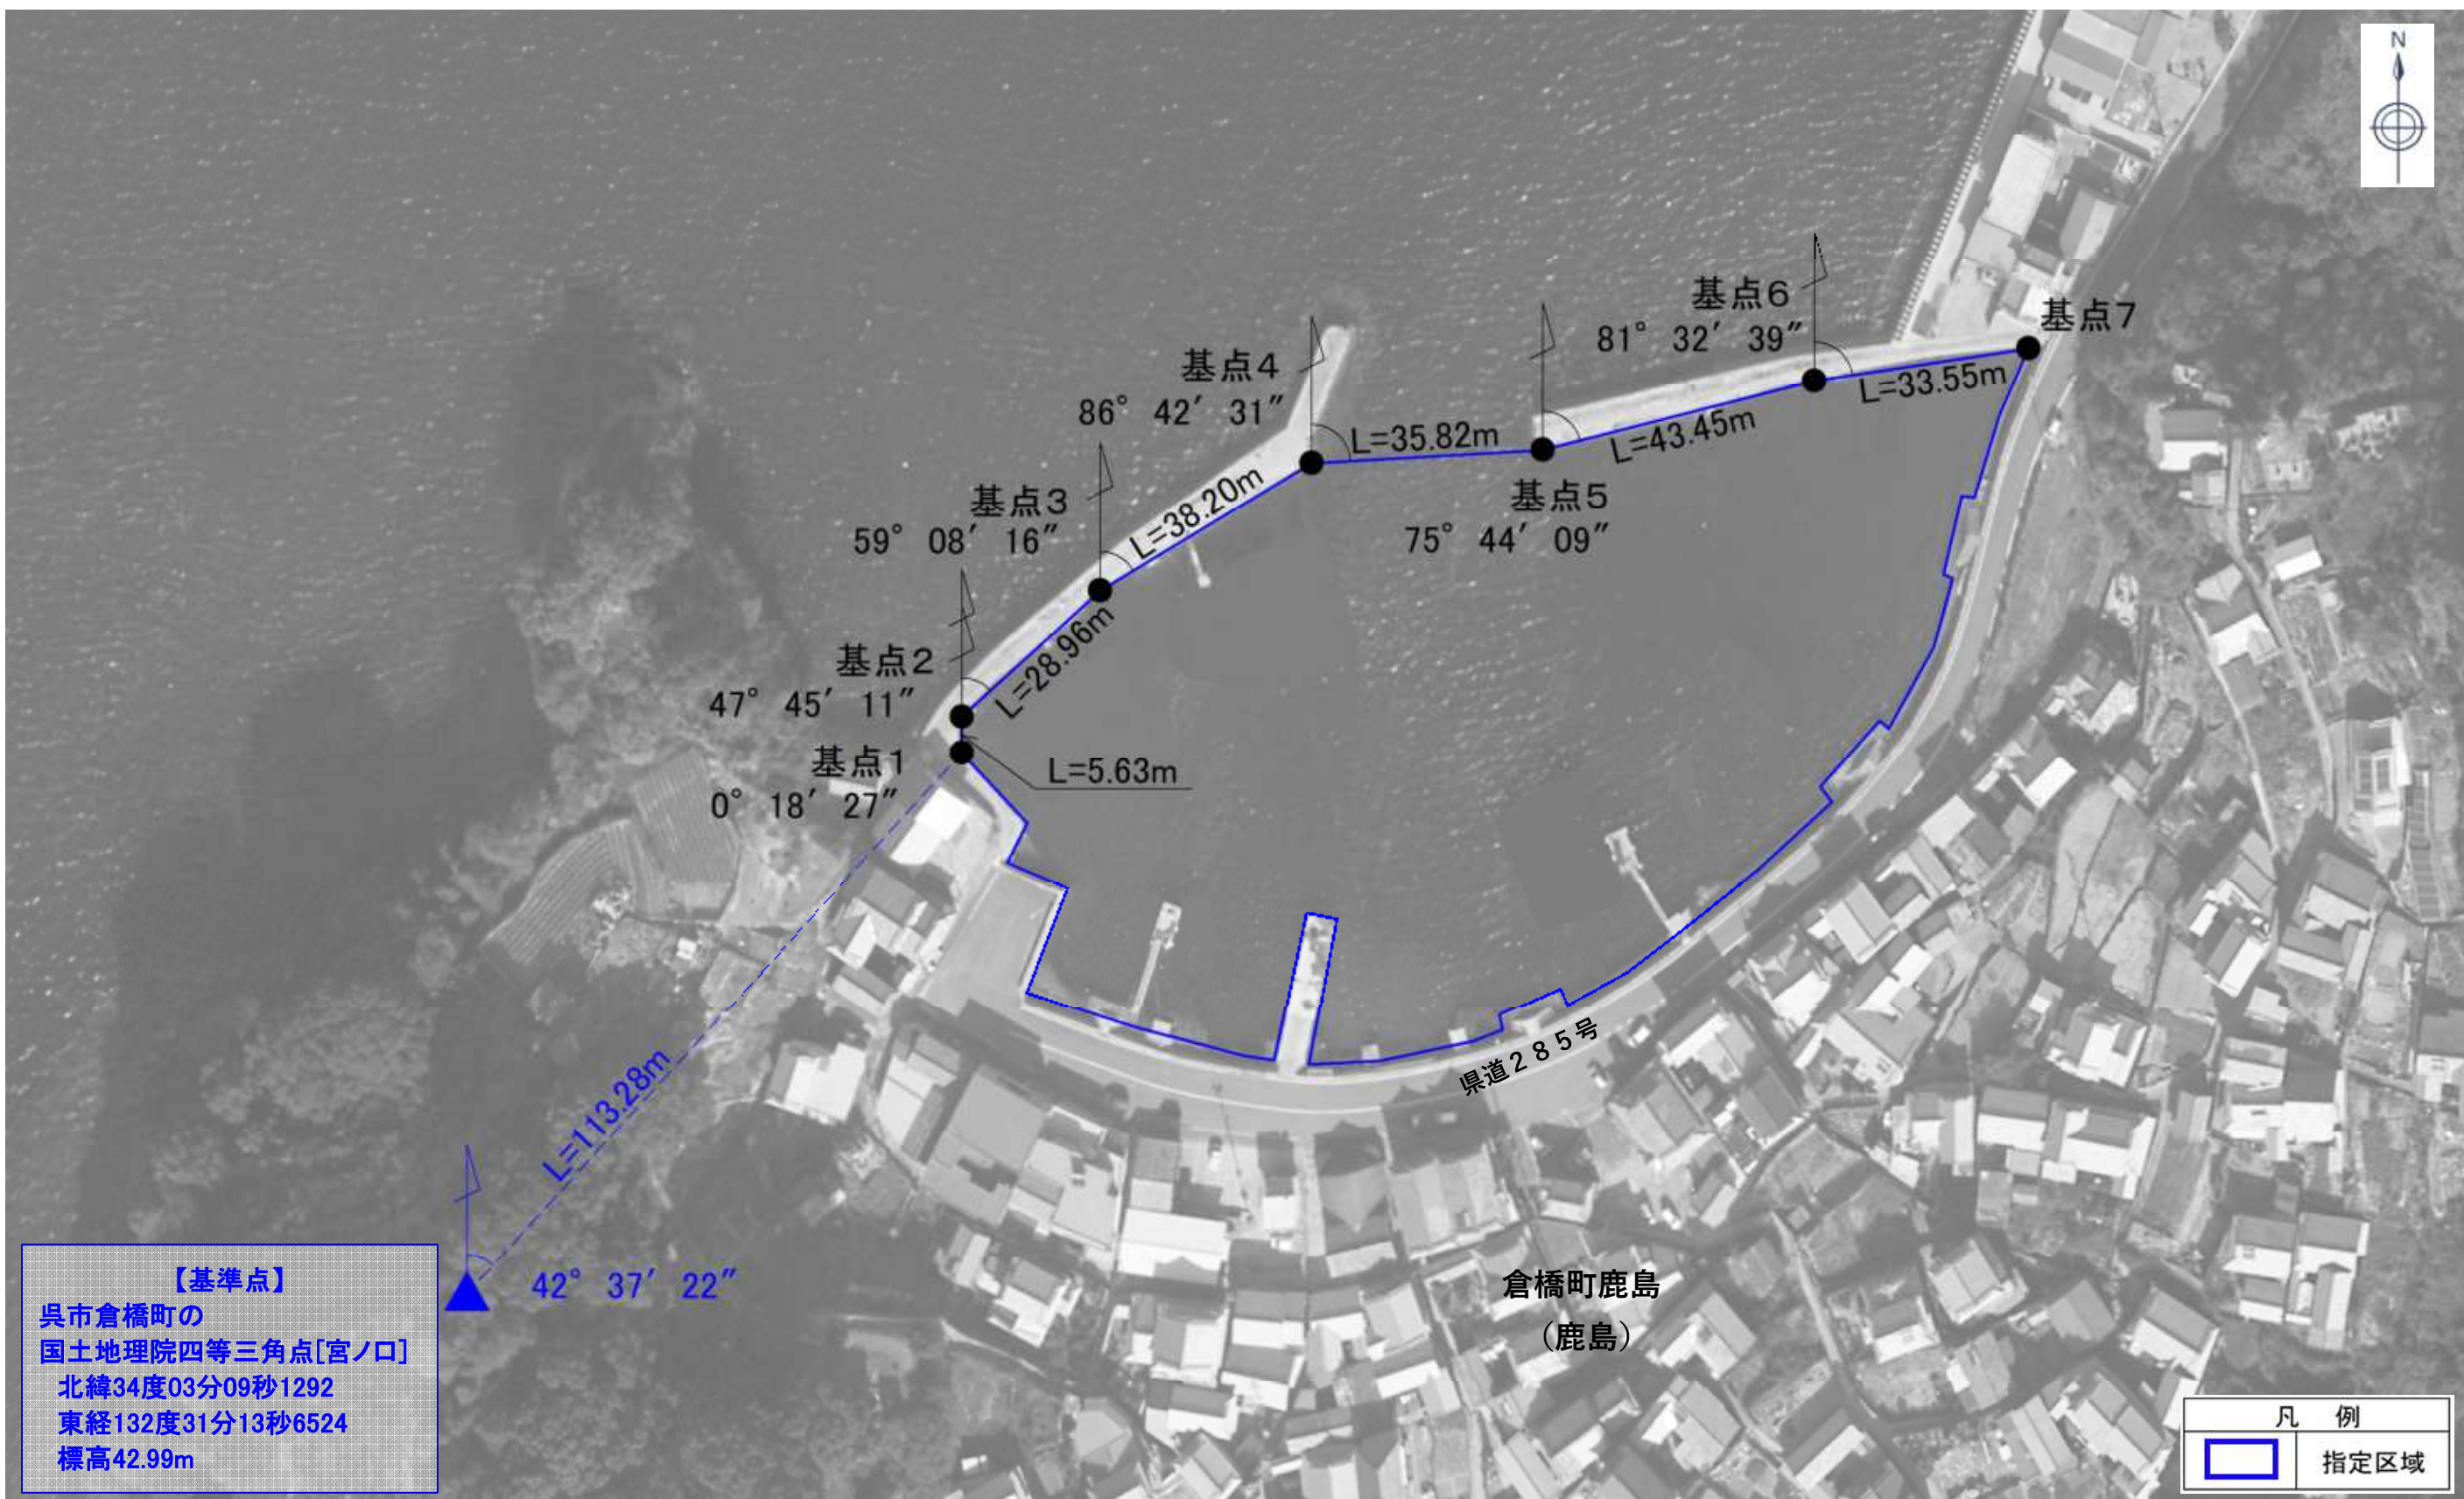 N
基点7
基点6
81° 32′ 39″
L=33.55m
基点4
86° 42′ 31″
L=35.82m
L=43.45m
基点5
75° 44′ 09″
基点3
59° 08′ 16″
L=38.20m
基点2
47° 45′ 11″
L=28.96m
基点1
0° 18′ 27″
L=5.63m
県道285号
L=113.28m
42° 37′ 22″
【基準点】
呉市倉橋町の
国土地理院四等三角点[宮ノ口]
北緯34度03分09秒1292
東経132度31分13秒6524
標高42.99m
倉橋町鹿島
(鹿島)
凡 例
指定区域